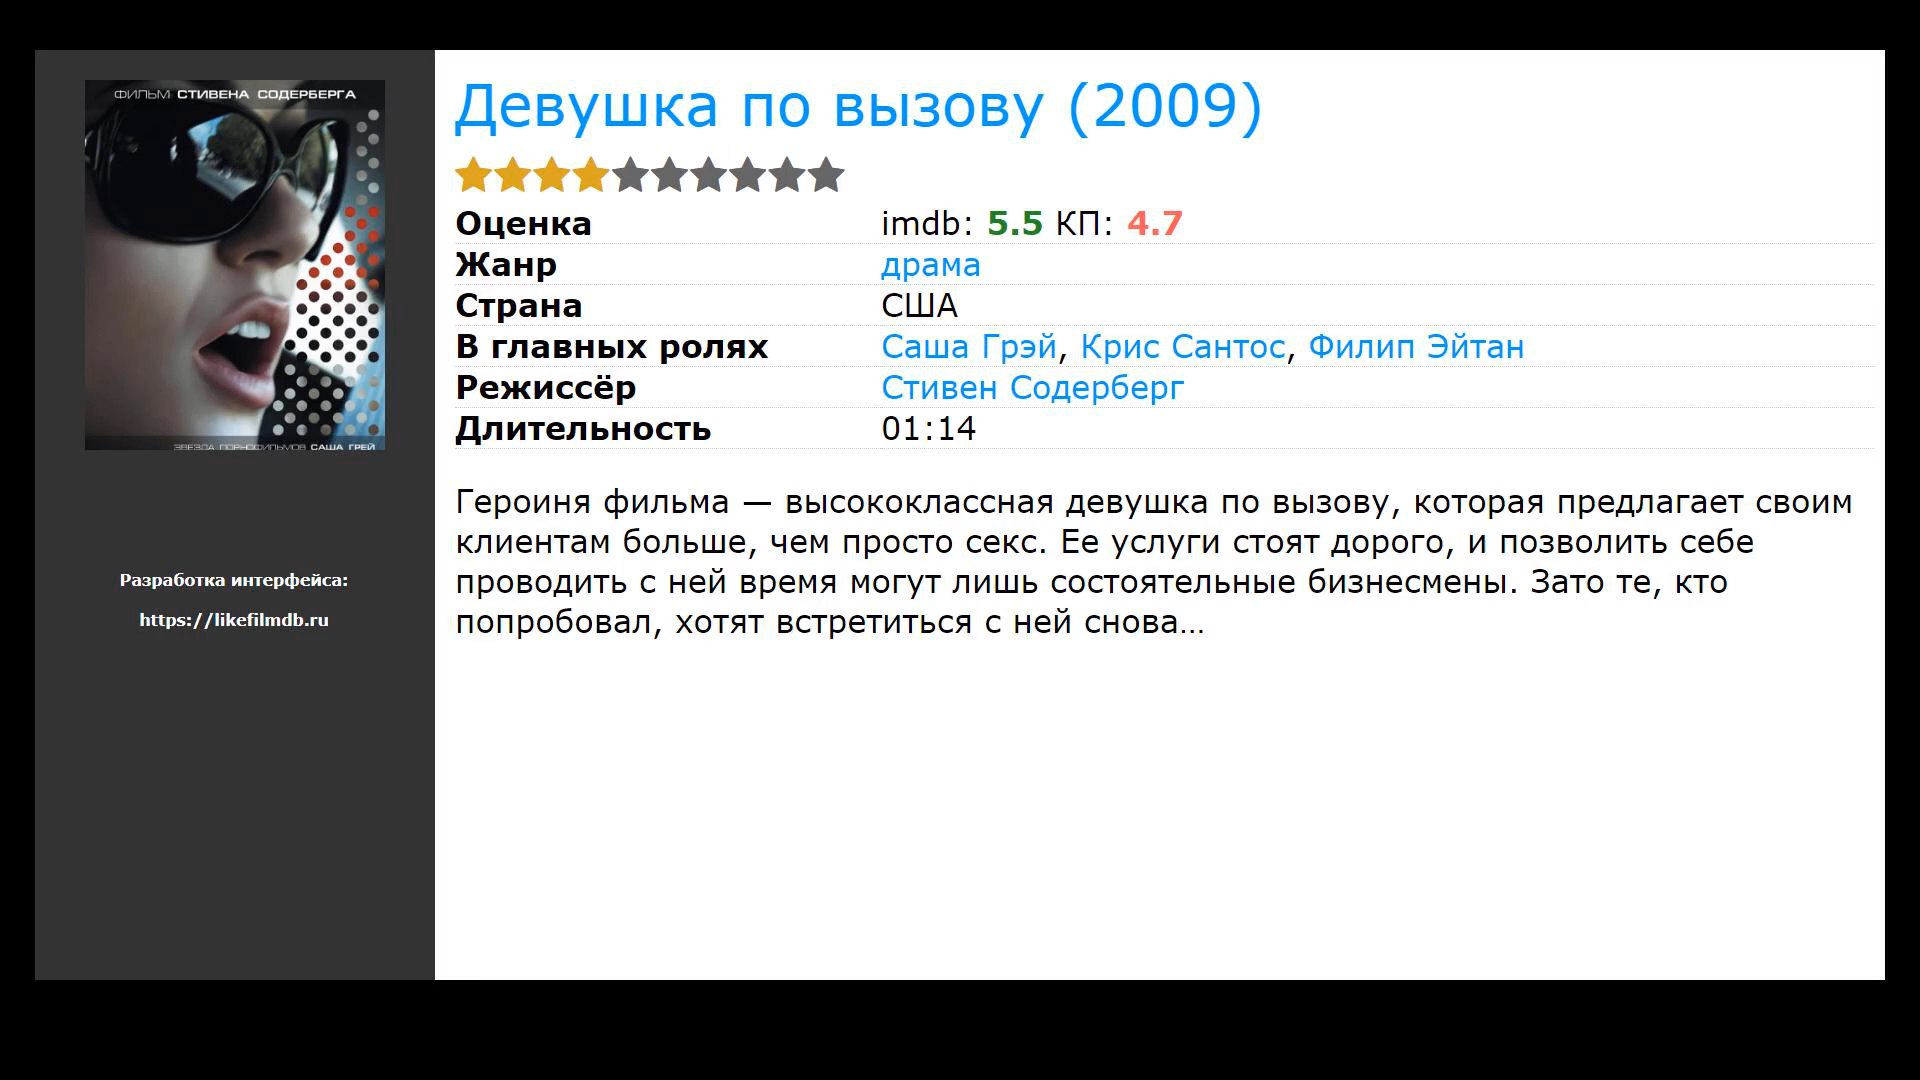 ФИЛЬМ СТИВЕНА СОДЕРБЕРГА
ЗВЕЗДА ПОРНОФИЛЬМОВ САША ГРЕЙ
Разработка интерфейса:
https://likefilmdb.ru
Девушка по вызову (2009)
Оценка imdb: 5.5 КП: 4.7
Жанр драма
Страна США
В главных ролях Саша Грэй, Крис Сантос, Филип Эйтан
Режиссёр Стивен Содерберг
Длительность 01:14
Героиня фильма — высококлассная девушка по вызову, которая предлагает своим
клиентам больше, чем просто секс. Ее услуги стоят дорого, и позволить себе
проводить с ней время могут лишь состоятельные бизнесмены. Зато те, кто
попробовал, хотят встретиться с ней снова…